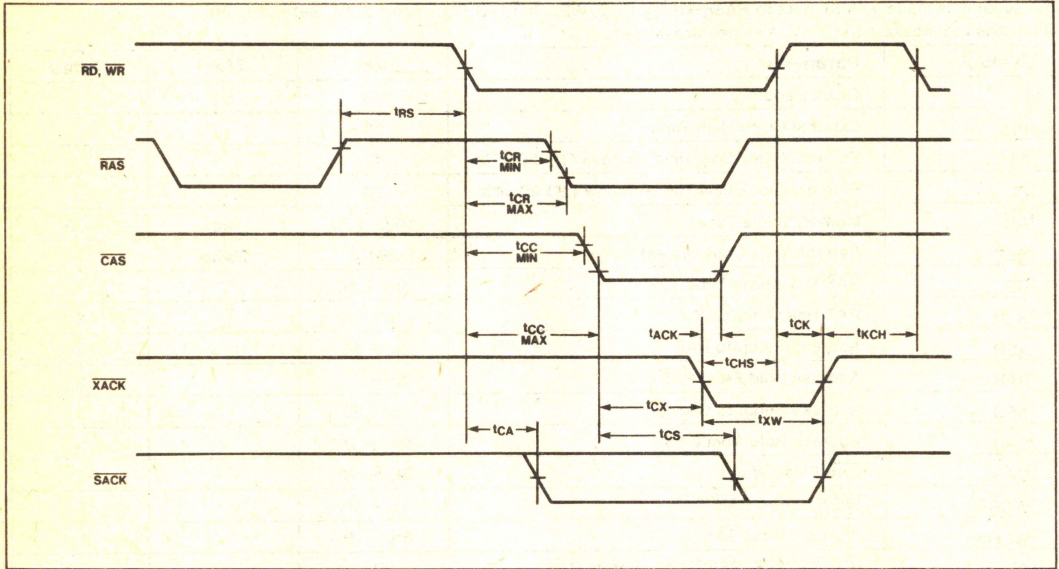 RD, WR
tRS
RAS
tCR
MIN
tCR
MAX
tCC
MIN
CAS
tCC
MAX
tACK
tCK
tKCH
tCHS
XACK
tCX
tXW
tCA
tCS
SACK